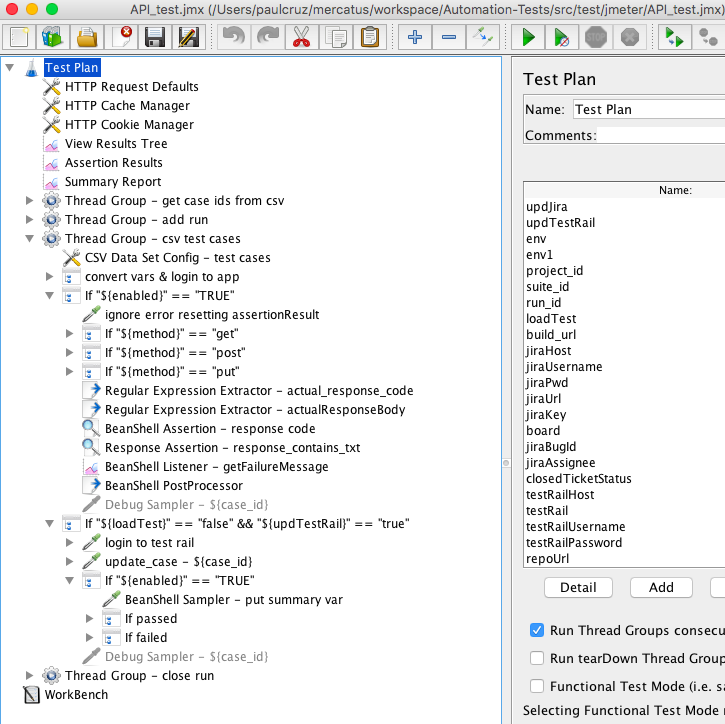 API_test.jmx (/Users/paulcruz/mercatus/workspace/Automation-Tests/src/test/jmeter/API_test.jmx)
Test Plan
HTTP Request Defaults
HTTP Cache Manager
HTTP Cookie Manager
View Results Tree
Assertion Results
Summary Report
Thread Group - get case ids from csv
Thread Group - add run
Thread Group - csv test cases
CSV Data Set Config - test cases
convert vars & login to app
If "${enabled}" == "TRUE"
ignore error resetting assertionResult
If "${method}" == "get"
If "${method}" == "post"
If "${method}" == "put"
Regular Expression Extractor - actual_response_code
Regular Expression Extractor - actualResponseBody
BeanShell Assertion - response code
Response Assertion - response_contains_txt
BeanShell Listener - getFailureMessage
BeanShell PostProcessor
Debug Sampler - ${case_id}
If "${loadTest}" == "false" && "${updTestRail}" == "true"
login to test rail
update_case - ${case_id}
If "${enabled}" == "TRUE"
BeanShell Sampler - put summary var
If passed
If failed
Debug Sampler - ${case_id}
Thread Group - close run
WorkBench
Test Plan
Name: Test Plan
Comments:
Name:
updJira
updTestRail
env
env1
project_id
suite_id
run_id
loadTest
build_url
jiraHost
jiraUsername
jiraPwd
jiraUrl
jiraKey
board
jiraBugId
jiraAssignee
closedTicketStatus
testRailHost
testRail
testRailUsername
testRailPassword
repoUrl
Detail Add
Run Thread Groups consecu
Run tearDown Thread Group
Functional Test Mode (i.e. sa
Selecting Functional Test Mode